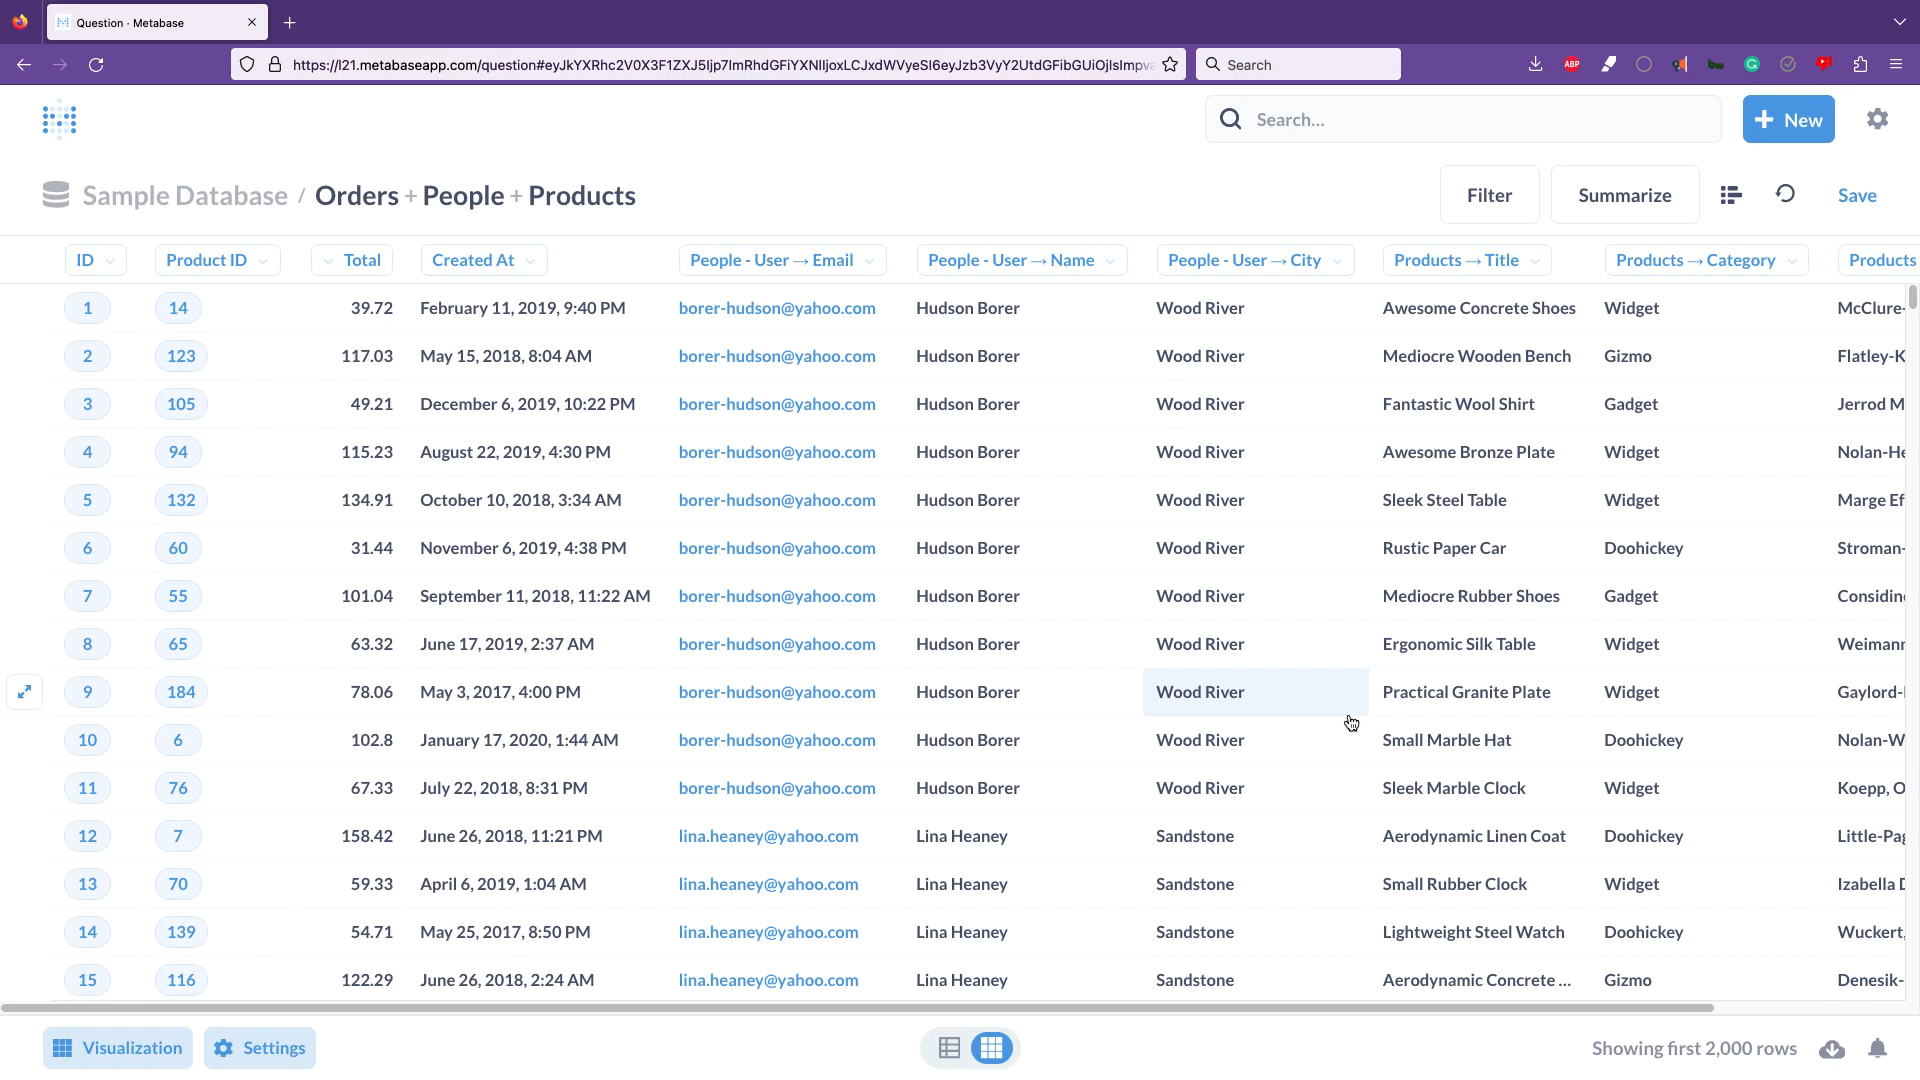 Question · Metabase
https://l21.metabaseapp.com/question#
Search
ABP
Search...
New
Sample Database / Orders + People + Products
Filter
Summarize
Save
ID Product ID Total Created At People - User → Email People - User → Name People - User → City Products → Title Products → Category Products
1 14 39.72 February 11, 2019, 9:40 PM borer-hudson@yahoo.com Hudson Borer Wood River Awesome Concrete Shoes Widget McClure-
2 123 117.03 May 15, 2018, 8:04 AM borer-hudson@yahoo.com Hudson Borer Wood River Mediocre Wooden Bench Gizmo Flatley-K
3 105 49.21 December 6, 2019, 10:22 PM borer-hudson@yahoo.com Hudson Borer Wood River Fantastic Wool Shirt Gadget Jerrod M
4 94 115.23 August 22, 2019, 4:30 PM borer-hudson@yahoo.com Hudson Borer Wood River Awesome Bronze Plate Widget Nolan-He
5 132 134.91 October 10, 2018, 3:34 AM borer-hudson@yahoo.com Hudson Borer Wood River Sleek Steel Table Widget Marge Ef
6 60 31.44 November 6, 2019, 4:38 PM borer-hudson@yahoo.com Hudson Borer Wood River Rustic Paper Car Doohickey Stroman-
7 55 101.04 September 11, 2018, 11:22 AM borer-hudson@yahoo.com Hudson Borer Wood River Mediocre Rubber Shoes Gadget Considin
8 65 63.32 June 17, 2019, 2:37 AM borer-hudson@yahoo.com Hudson Borer Wood River Ergonomic Silk Table Widget Weimann
9 184 78.06 May 3, 2017, 4:00 PM borer-hudson@yahoo.com Hudson Borer Wood River Practical Granite Plate Widget Gaylord-
10 6 102.8 January 17, 2020, 1:44 AM borer-hudson@yahoo.com Hudson Borer Wood River Small Marble Hat Doohickey Nolan-W
11 76 67.33 July 22, 2018, 8:31 PM borer-hudson@yahoo.com Hudson Borer Wood River Sleek Marble Clock Widget Koepp, O
12 7 158.42 June 26, 2018, 11:21 PM lina.heaney@yahoo.com Lina Heaney Sandstone Aerodynamic Linen Coat Doohickey Little-Pag
13 70 59.33 April 6, 2019, 1:04 AM lina.heaney@yahoo.com Lina Heaney Sandstone Small Rubber Clock Widget Izabella D
14 139 54.71 May 25, 2017, 8:50 PM lina.heaney@yahoo.com Lina Heaney Sandstone Lightweight Steel Watch Doohickey Wuckert,
15 116 122.29 June 26, 2018, 2:24 AM lina.heaney@yahoo.com Lina Heaney Sandstone Aerodynamic Concrete ... Gizmo Denesik-
Visualization
Settings
Showing first 2,000 rows